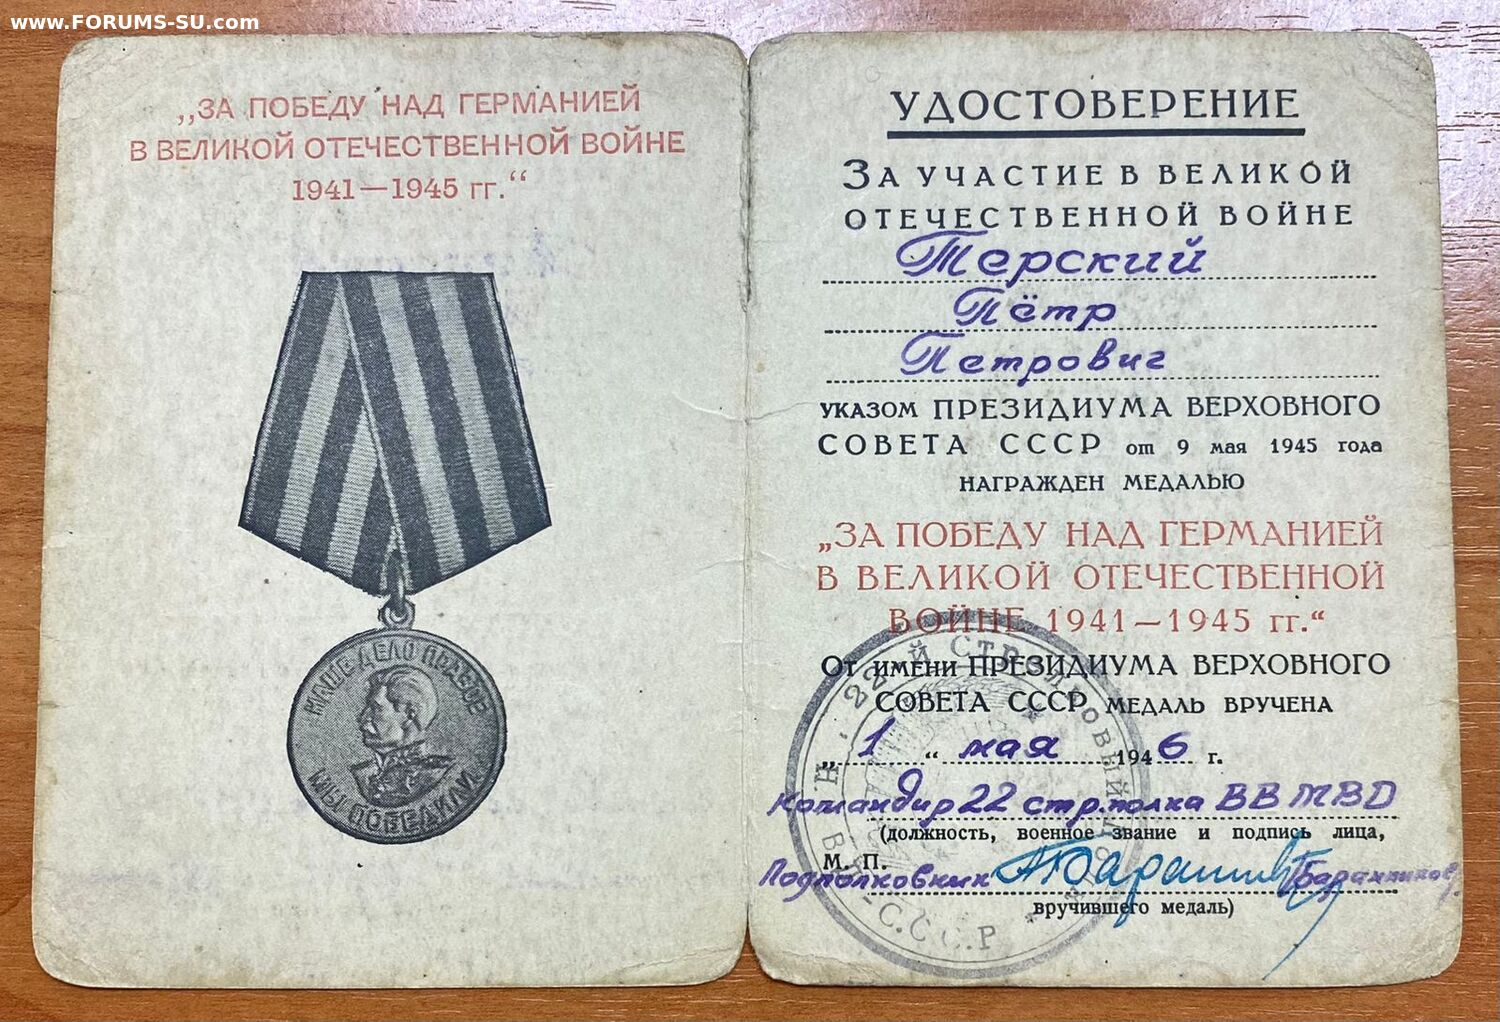 www.FORUMS-SU.com
„ЗА ПОБЕДУ НАД ГЕРМАНИЕЙ
В ВЕЛИКОЙ ОТЕЧЕСТВЕННОЙ ВОЙНЕ
1941—1945 гг.“
НАШЕ ДЕЛО ПРАВОЕ
МЫ ПОБЕДИЛИ
УДОСТОВЕРЕНИЕ
ЗА УЧАСТИЕ В ВЕЛИКОЙ
ОТЕЧЕСТВЕННОЙ ВОЙНЕ
Терский
Пётр
Петрович
УКАЗОМ ПРЕЗИДИУМА ВЕРХОВНОГО
СОВЕТА СССР от 9 мая 1945 года
НАГРАЖДЕН МЕДАЛЬЮ
„ЗА ПОБЕДУ НАД ГЕРМАНИЕЙ
В ВЕЛИКОЙ ОТЕЧЕСТВЕННОЙ
ВОЙНЕ 1941—1945 гг.“
ОТ ИМЕНИ ПРЕЗИДИУМА ВЕРХОВНОГО
СОВЕТА СССР МЕДАЛЬ ВРУЧЕНА
„1“ мая 1946 г.
Командир 22 стр. полка ВВ МВД
(должность, военное звание и подпись лица,
М. П.
Подполковник
вручившего медаль)
22-й Стрелковый
С.С.С.Р